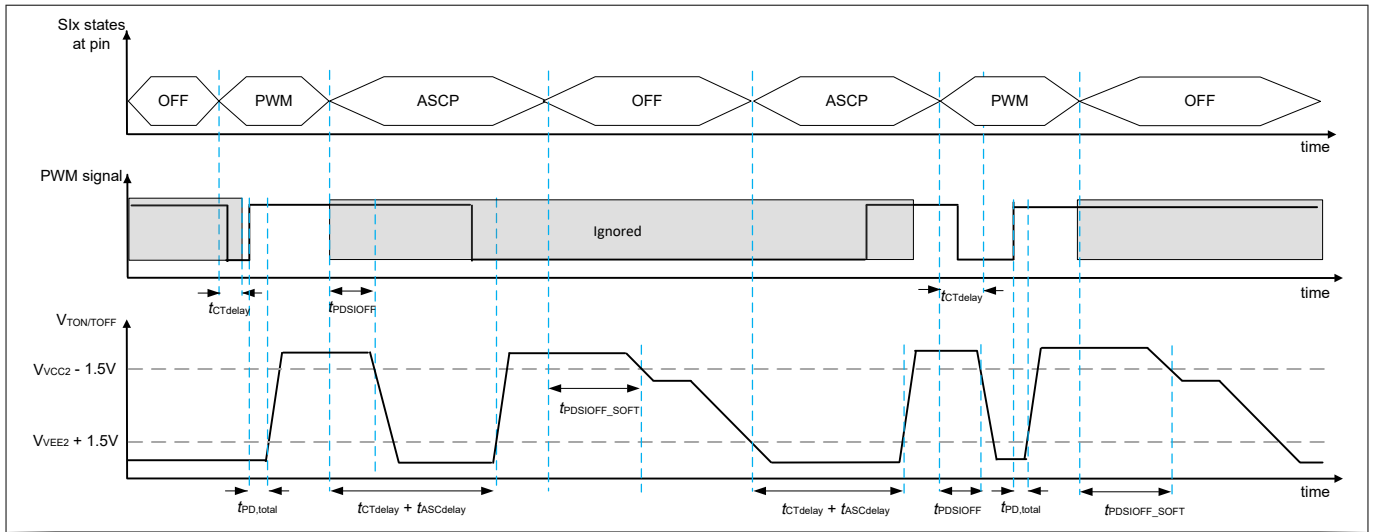 SIx states
at pin
OFF PWM ASCP OFF ASCP PWM OFF
time
PWM signal
Ignored
tCTdelay tPDSIOFF tCTdelay time
VTON/TOFF
VVCC2 - 1.5V
tPDSIOFF_SOFT
VVEE2 + 1.5V
time
tPD,total tCTdelay + tASCdelay tCTdelay + tASCdelay tPDSIOFF tPD,total tPDSIOFF_SOFT